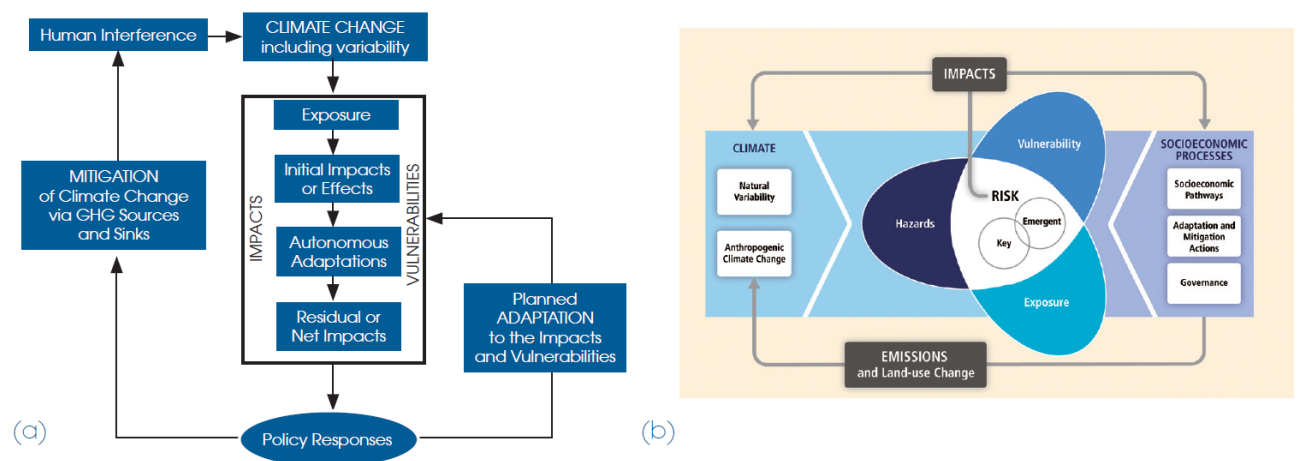 Human Interference
CLIMATE CHANGE
including variability
Exposure
Initial Impacts
or Effects
Autonomous
Adaptations
Residual or
Net Impacts
IMPACTS
VULNERABILITIES
MITIGATION
of Climate Change
via GHG Sources
and Sinks
Planned
ADAPTATION
to the Impacts
and Vulnerabilities
Policy Responses
(a)
IMPACTS
CLIMATE
Natural
Variability
Anthropogenic
Climate Change
Vulnerability
Hazards
RISK
Emergent
Key
Exposure
SOCIOECONOMIC
PROCESSES
Socioeconomic
Pathways
Adaptation and
Mitigation
Actions
Governance
EMISSIONS
and Land-use Change
(b)